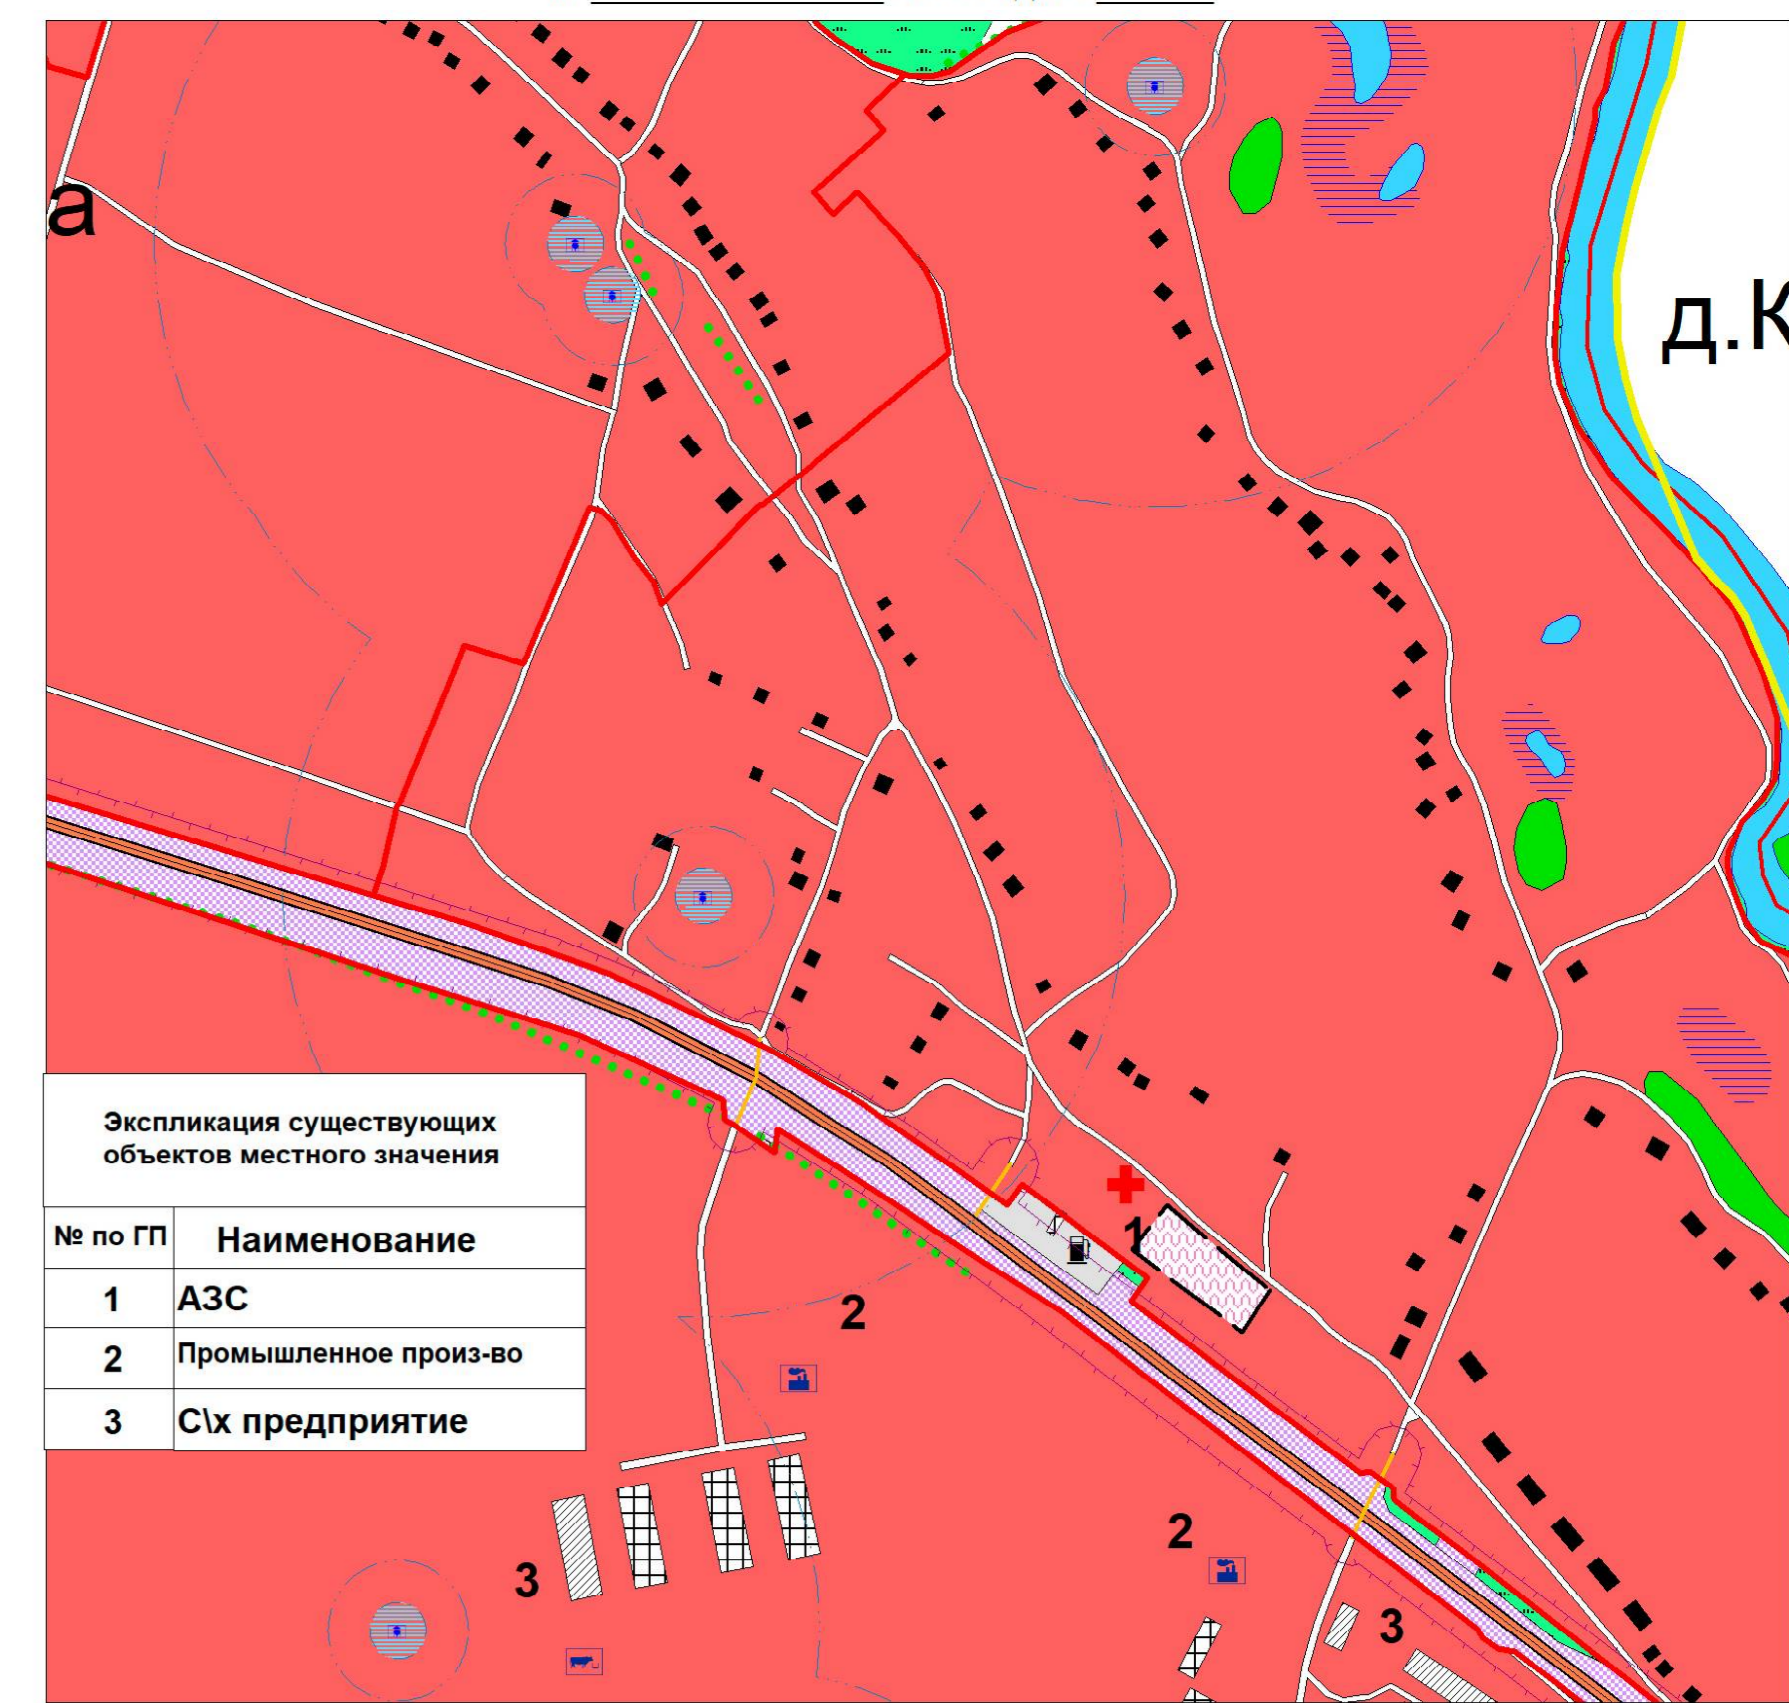 а
д.К
Экспликация существующих
объектов местного значения
№ по ГП Наименование
1 АЗС
2 Промышленное произ-во
3 С\х предприятие
1
2
2
3
3